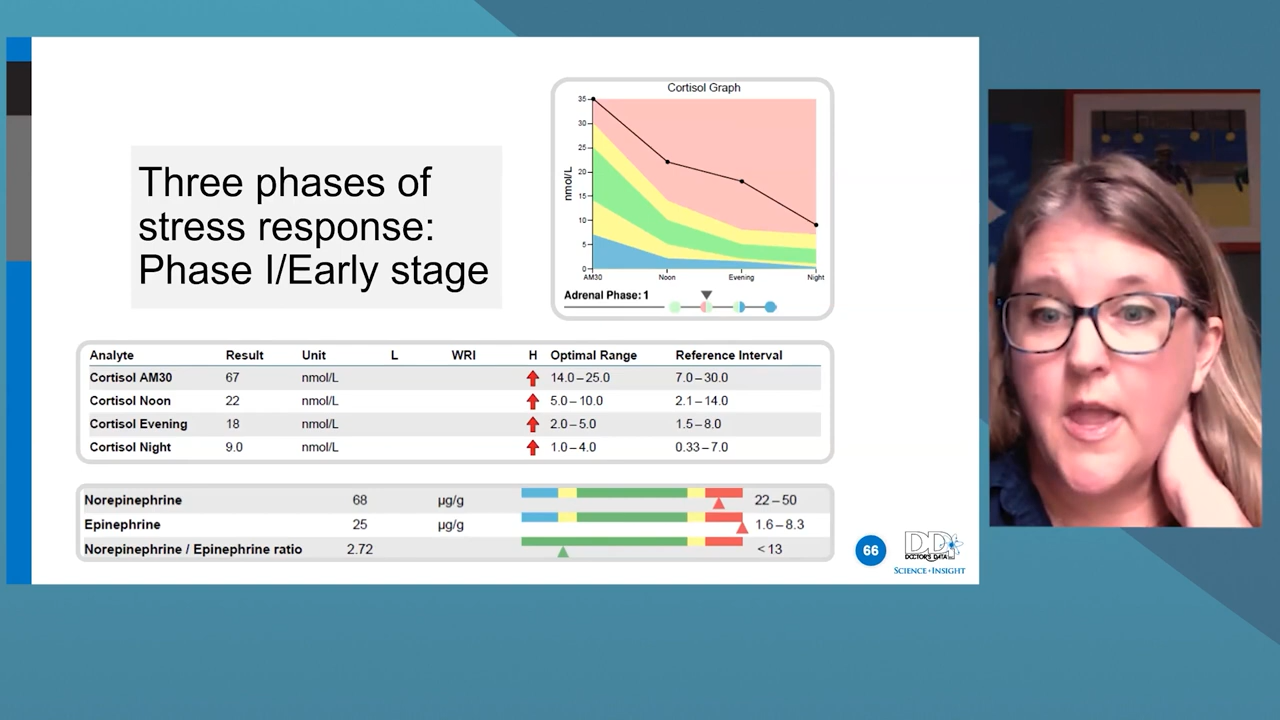 Three phases of
stress response:
Phase I/Early stage
Cortisol Graph
nmol/L
35
30
25
20
15
10
5
0
AM30 Noon Evening Night
Adrenal Phase: 1
Analyte Result Unit L WRI H Optimal Range Reference Interval
Cortisol AM30 67 nmol/L 14.0–25.0 7.0–30.0
Cortisol Noon 22 nmol/L 5.0–10.0 2.1–14.0
Cortisol Evening 18 nmol/L 2.0–5.0 1.5–8.0
Cortisol Night 9.0 nmol/L 1.0–4.0 0.33–7.0
Norepinephrine 68 µg/g 22–50
Epinephrine 25 µg/g 1.6–8.3
Norepinephrine / Epinephrine ratio 2.72 <13
66
DDI
DOCTOR'S DATA
SCIENCE + INSIGHT